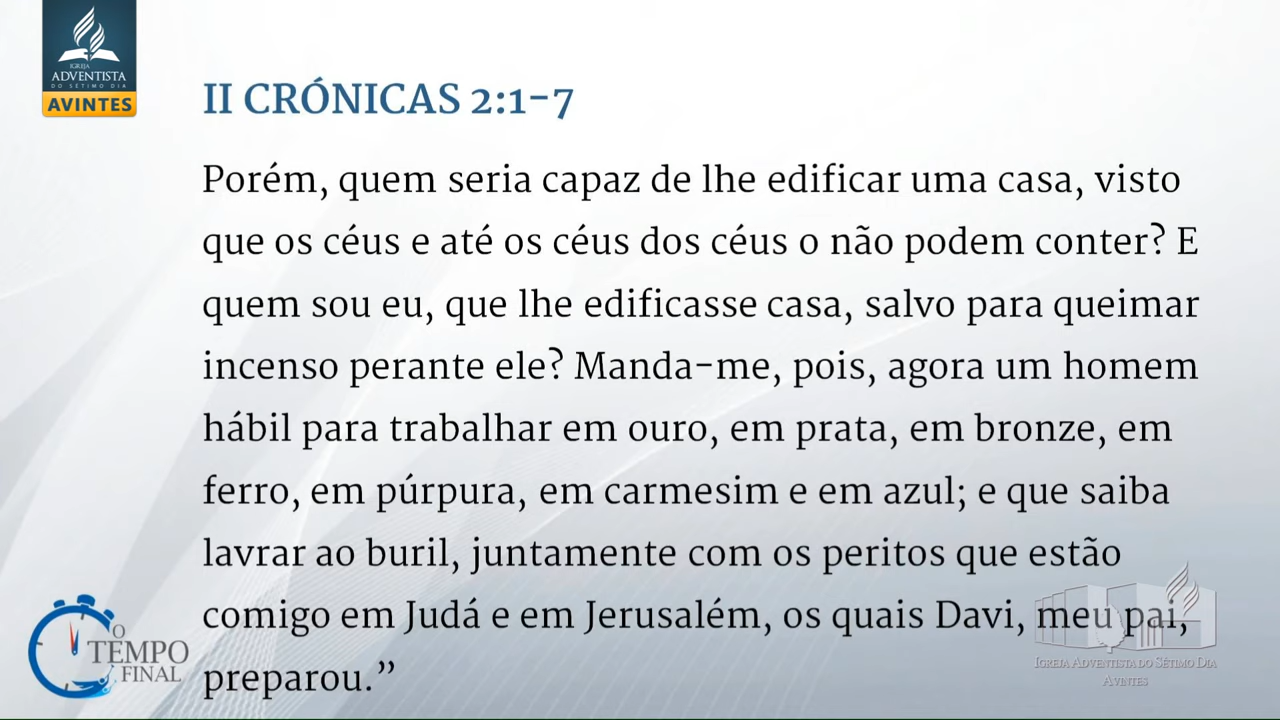 IGREJA
ADVENTISTA
DO SÉTIMO DIA
AVINTES
II CRÓNICAS 2:1-7
Porém, quem seria capaz de lhe edificar uma casa, visto
que os céus e até os céus dos céus o não podem conter? E
quem sou eu, que lhe edificasse casa, salvo para queimar
incenso perante ele? Manda-me, pois, agora um homem
hábil para trabalhar em ouro, em prata, em bronze, em
ferro, em púrpura, em carmesim e em azul; e que saiba
lavrar ao buril, juntamente com os peritos que estão
comigo em Judá e em Jerusalém, os quais Davi, meu pai,
preparou.”
O
TEMPO
FINAL
IGREJA ADVENTISTA DO SÉTIMO DIA
AVINTES